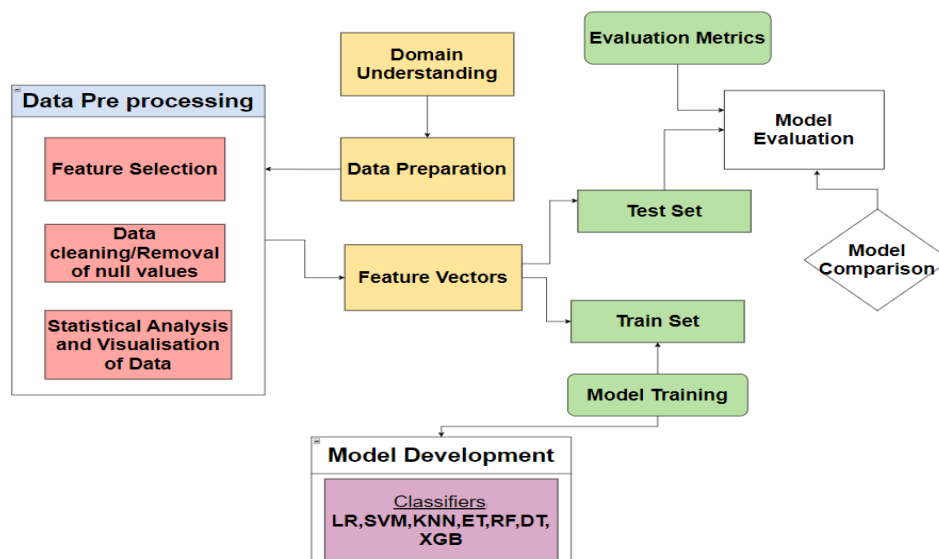 Evaluation Metrics
Domain
Understanding
Data Pre processing
Model
Evaluation
Feature Selection
Data Preparation
Test Set
Data
cleaning/Removal
of null values
Model
Comparison
Feature Vectors
Statistical Analysis
and Visualisation
of Data
Train Set
Model Training
Model Development
Classifiers
LR,SVM,KNN,ET,RF,DT,
XGB